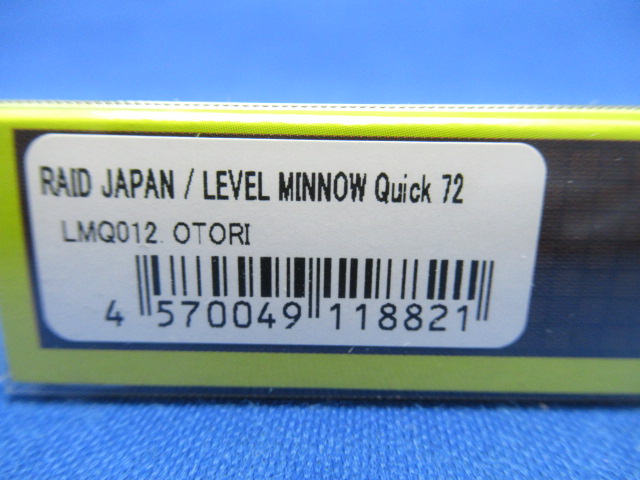 RAID JAPAN / LEVEL MINNOW Quick 72
LMQ012. OTORI
4 570049 118821